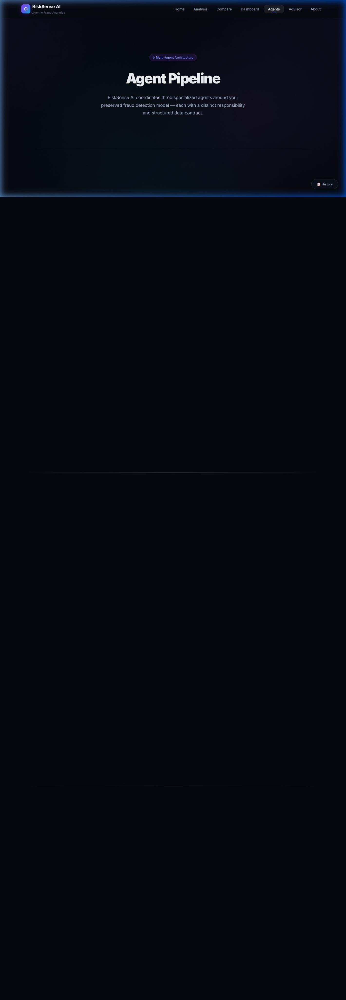 RiskSense AI
Agentic Fraud Analytics
Home Analysis Compare Dashboard Agents Advisor About
Multi-Agent Architecture
Agent Pipeline
RiskSense AI coordinates three specialized agents around your
preserved fraud detection model — each with a distinct responsibility
and structured data contract.
History